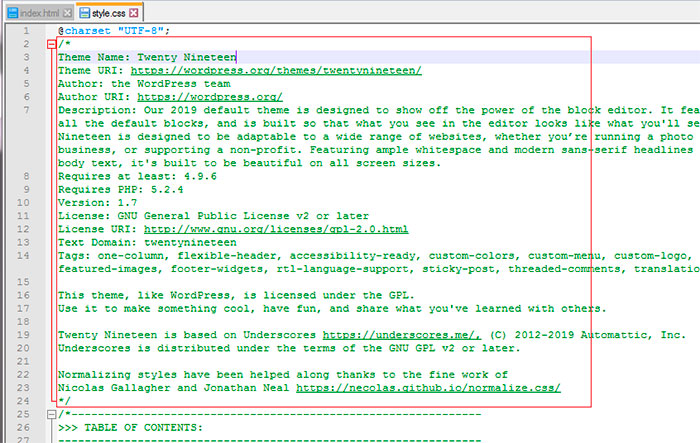 index.html
style.css
1 @charset "UTF-8";
2 /*
3 Theme Name: Twenty Nineteen
4 Theme URI: https://wordpress.org/themes/twentynineteen/
5 Author: the WordPress team
6 Author URI: https://wordpress.org/
7 Description: Our 2019 default theme is designed to show off the power of the block editor. It fea
all the default blocks, and is built so that what you see in the editor looks like what you'll se
Nineteen is designed to be adaptable to a wide range of websites, whether you’re running a photo
business, or supporting a non-profit. Featuring ample whitespace and modern sans-serif headlines
body text, it's built to be beautiful on all screen sizes.
8 Requires at least: 4.9.6
9 Requires PHP: 5.2.4
10 Version: 1.7
11 License: GNU General Public License v2 or later
12 License URI: http://www.gnu.org/licenses/gpl-2.0.html
13 Text Domain: twentynineteen
14 Tags: one-column, flexible-header, accessibility-ready, custom-colors, custom-menu, custom-logo,
featured-images, footer-widgets, rtl-language-support, sticky-post, threaded-comments, translatio
15
16 This theme, like WordPress, is licensed under the GPL.
17 Use it to make something cool, have fun, and share what you've learned with others.
18
19 Twenty Nineteen is based on Underscores https://underscores.me/, (C) 2012-2019 Automattic, Inc.
20 Underscores is distributed under the terms of the GNU GPL v2 or later.
21
22 Normalizing styles have been helped along thanks to the fine work of
23 Nicolas Gallagher and Jonathan Neal https://necolas.github.io/normalize.css/
24 */
25 /*--------------------------------------------------------------
26 >>> TABLE OF CONTENTS:
27 ----------------------------------------------------------------